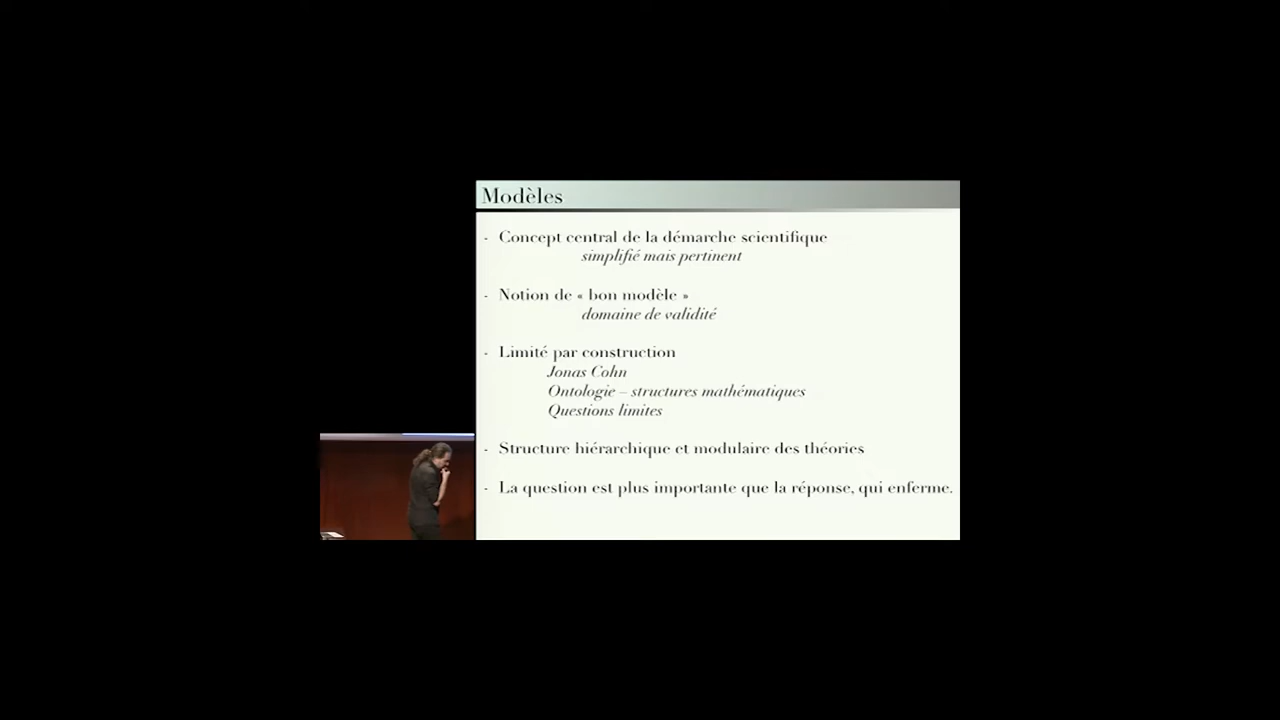 Modèles
- Concept central de la démarche scientifique
simplifié mais pertinent
- Notion de « bon modèle »
domaine de validité
- Limité par construction
Jonas Cohn
Ontologie – structures mathématiques
Questions limites
- Structure hiérarchique et modulaire des théories
- La question est plus importante que la réponse, qui enferme.